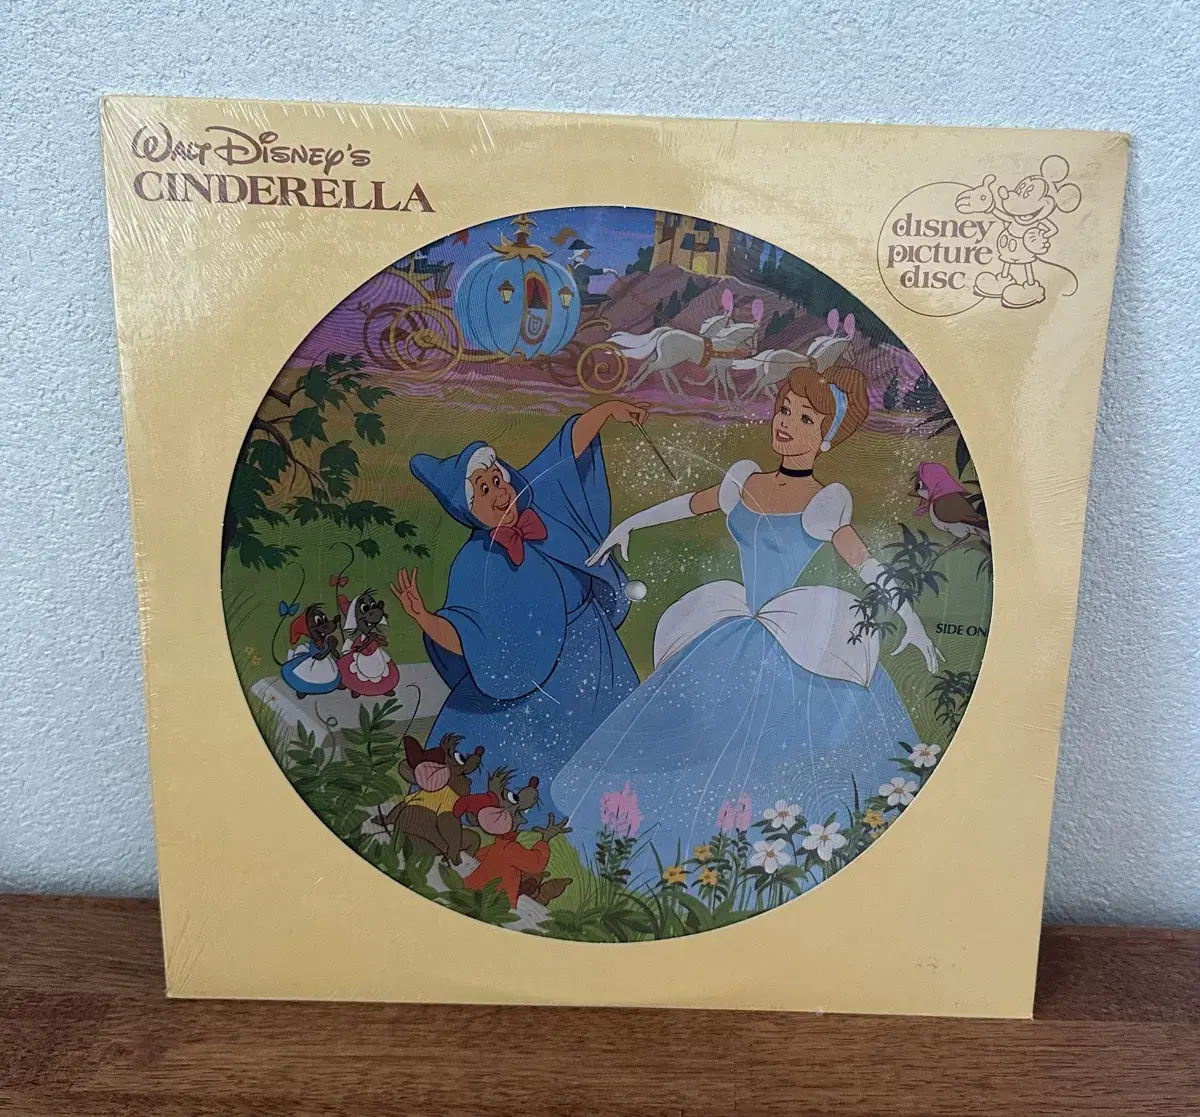 Walt Disney's
CINDERELLA
disney
picture
disc
SIDE ON